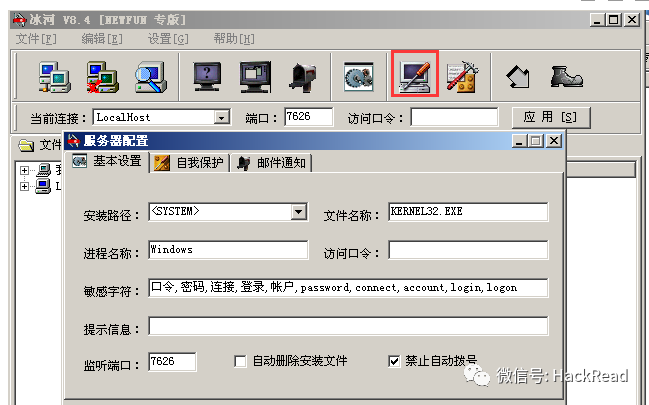 冰河 V8.4 [NEWFUN 专版]
文件[F] 编辑[E] 设置[G] 帮助[H]
当前连接: LocalHost 端口: 7626 访问口令: 应 用 [S]
文件
服务器配置
基本设置 自我保护 邮件通知
安装路径: <SYSTEM> 文件名称: KERNEL32.EXE
进程名称: Windows 访问口令:
敏感字符: 口令,密码,连接,登录,帐户,password,connect,account,login,logon
提示信息:
监听端口: 7626 自动删除安装文件 禁止自动拨号
微信号: HackRead